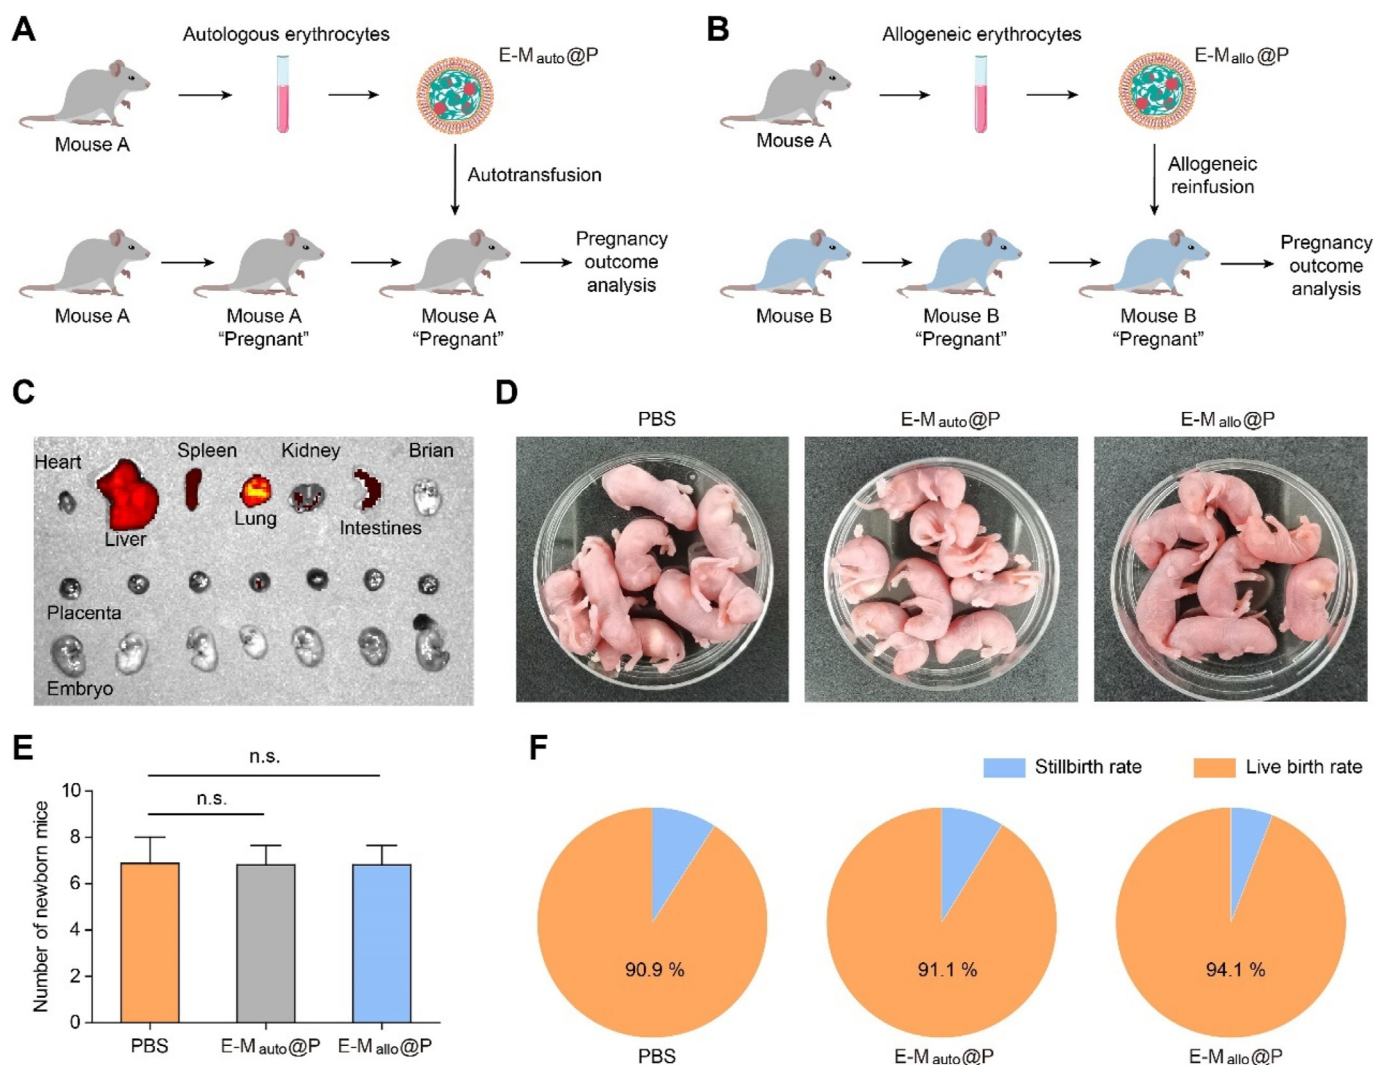 A
Autologous erythrocytes
E-Mauto@P
Mouse A
Autotransfusion
Mouse A
Mouse A
“Pregnant”
Mouse A
“Pregnant”
Pregnancy
outcome
analysis
B
Allogeneic erythrocytes
E-Mallo@P
Mouse A
Allogeneic
reinfusion
Mouse B
Mouse B
“Pregnant”
Mouse B
“Pregnant”
Pregnancy
outcome
analysis
C
Heart
Spleen
Kidney
Brian
Liver
Lung
Intestines
Placenta
Embryo
D
PBS
E-Mauto@P
E-Mallo@P
E
n.s.
n.s.
Number of newborn mice
10
8
6
4
2
0
PBS
E-Mauto@P
E-Mallo@P
F
Stillbirth rate
Live birth rate
90.9 %
91.1 %
94.1 %
PBS
E-Mauto@P
E-Mallo@P